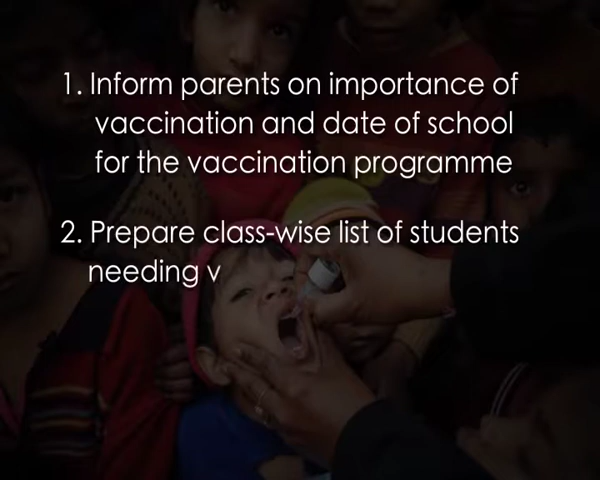 1. Inform parents on importance of
vaccination and date of school
for the vaccination programme
2. Prepare class-wise list of students
needing v